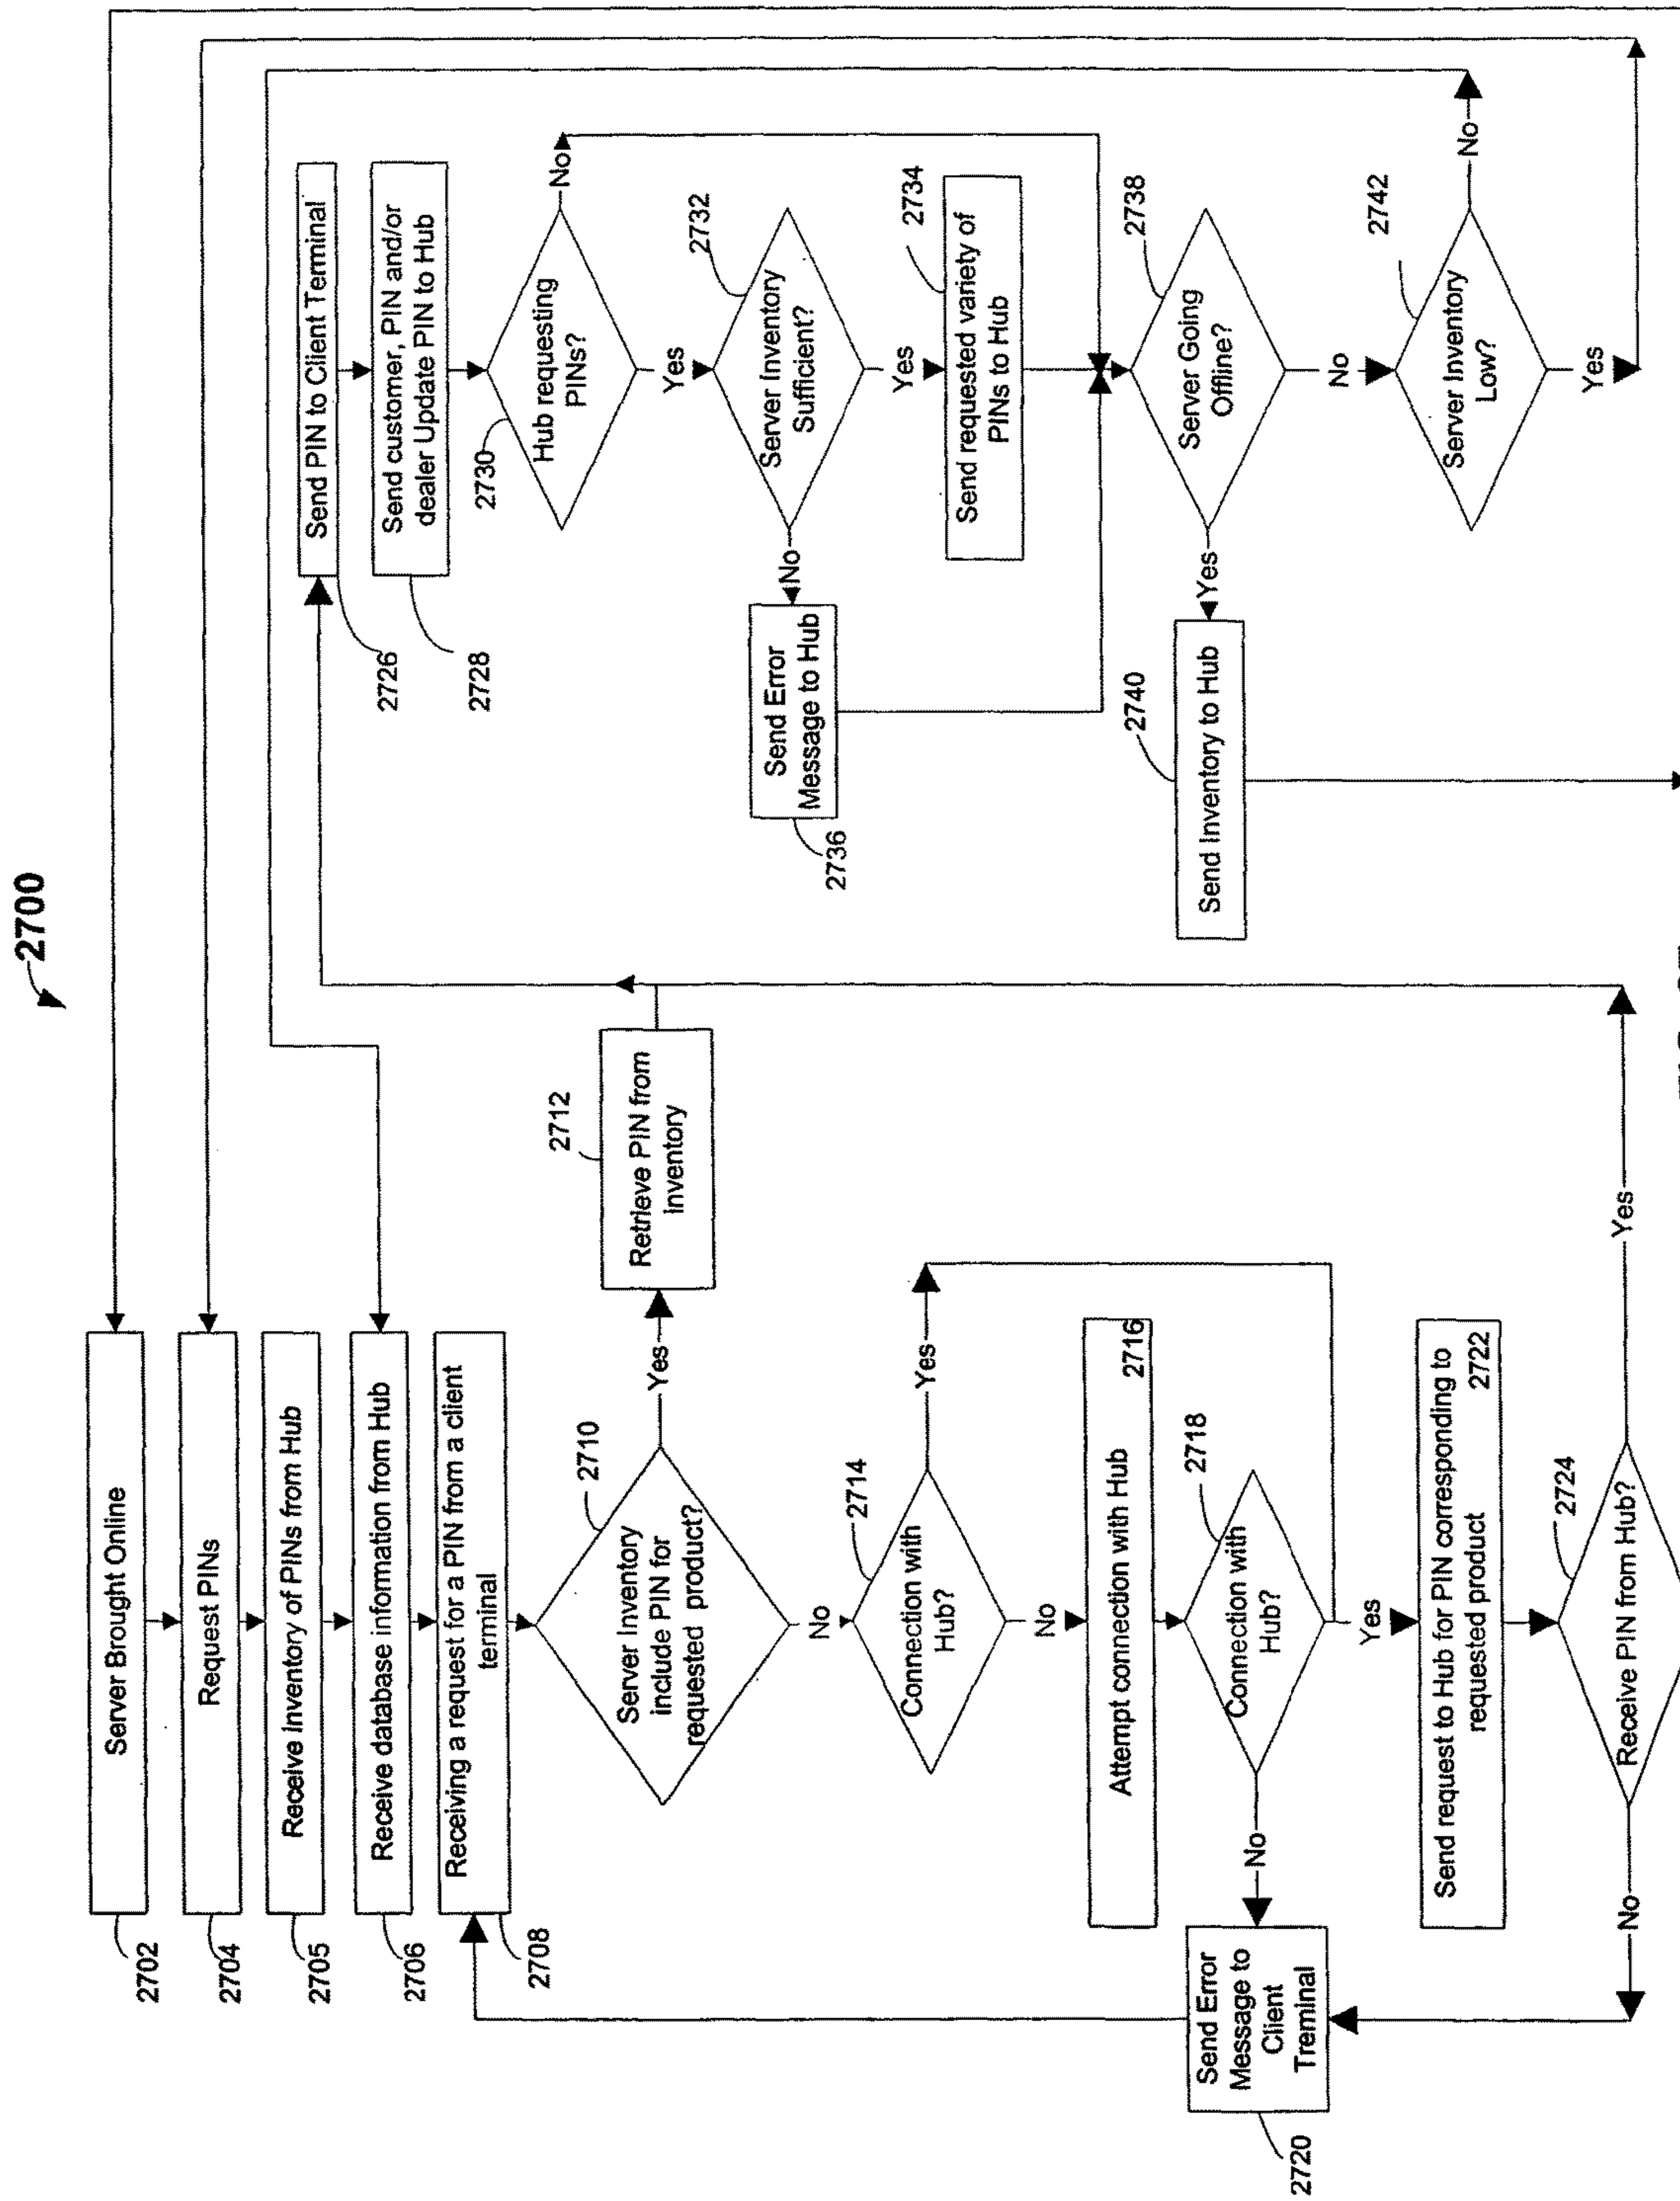 2700
Server Brought Online
2702
Request PINs
2704
Receive Inventory of PINs from Hub
2705
Receive database information from Hub
2706
Receiving a request for a PIN from a client
terminal
2708
Server Inventory
include PIN for
requested product?
2710
Yes
Retrieve PIN from
inventory
2712
No
Connection with
Hub?
2714
Yes
No
Attempt connection with Hub
2716
Connection with
Hub?
2718
No
Send Error
Message to
Client
Treminal
2720
Yes
Send request to Hub for PIN corresponding to
requested product
2722
Receive PIN from Hub?
2724
No
Yes
Send PIN to Client Terminal
2726
Send customer, PIN and/or
dealer Update PIN to Hub
2728
Hub requesting
PINs?
2730
No
Yes
Server Inventory
Sufficient?
2732
No
Send Error
Message to Hub
2736
Yes
Send requested variety of
PINs to Hub
2734
Server Going
Offline?
2738
Yes
Send Inventory to Hub
2740
No
Server Inventory
Low?
2742
No
Yes